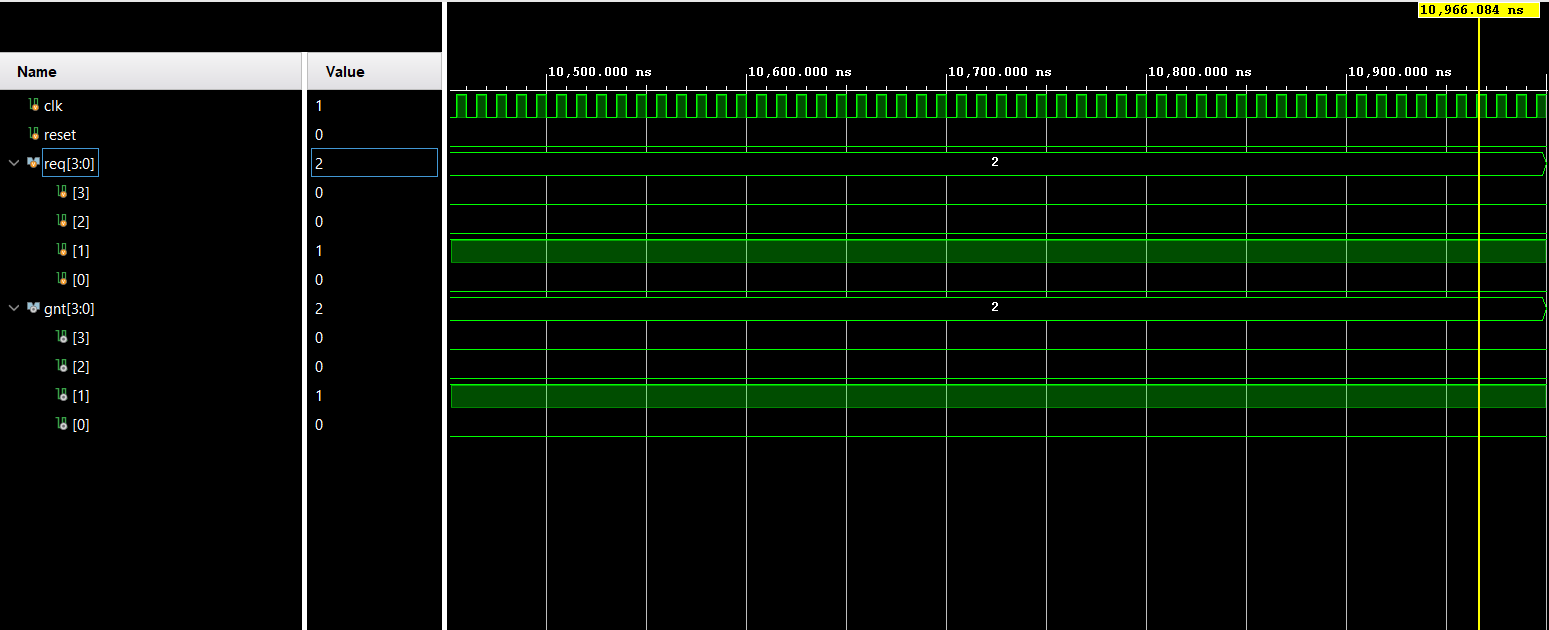 10,966.084 ns
Name Value
10,500.000 ns 10,600.000 ns 10,700.000 ns 10,800.000 ns 10,900.000 ns
clk 1
reset 0
req[3:0] 2 2
[3] 0
[2] 0
[1] 1
[0] 0
gnt[3:0] 2 2
[3] 0
[2] 0
[1] 1
[0] 0